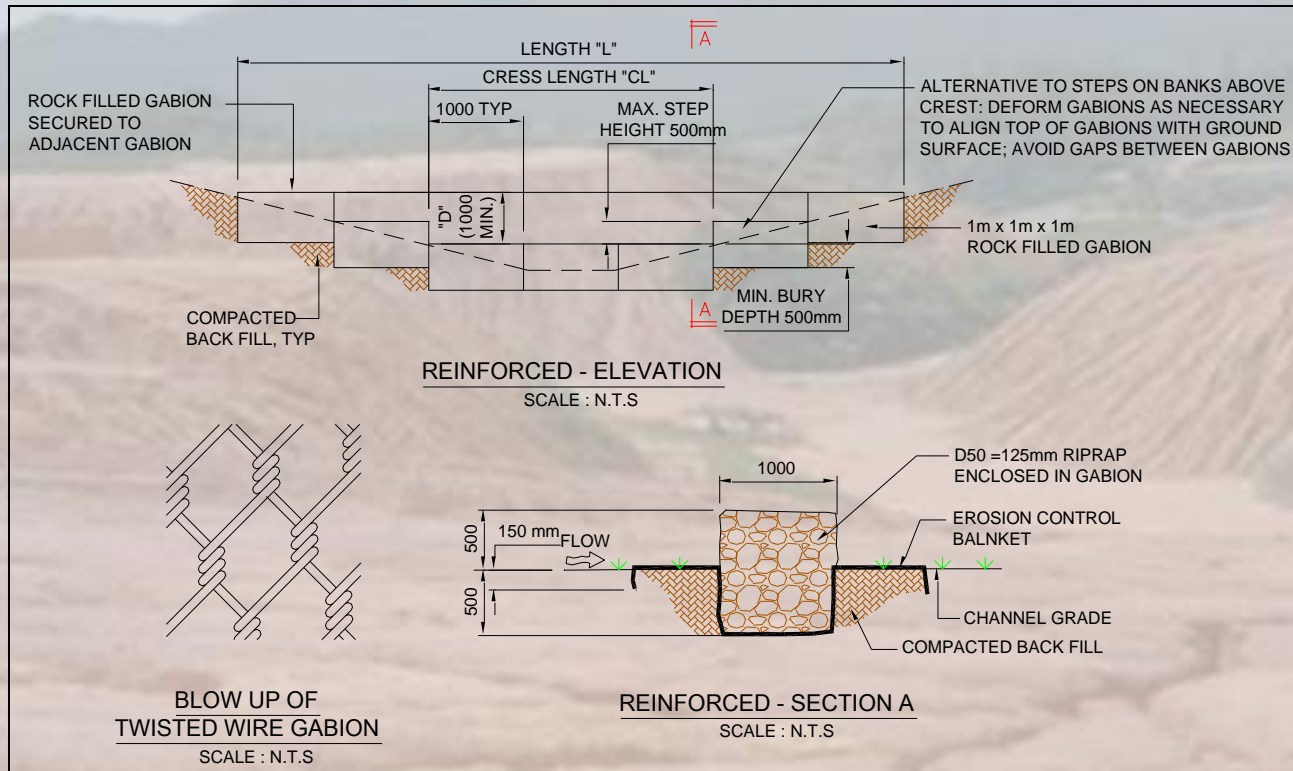 LENGTH "L"
A
CRESS LENGTH "CL"
ROCK FILLED GABION
SECURED TO
ADJACENT GABION
1000 TYP
MAX. STEP
HEIGHT 500mm
ALTERNATIVE TO STEPS ON BANKS ABOVE
CREST: DEFORM GABIONS AS NECESSARY
TO ALIGN TOP OF GABIONS WITH GROUND
SURFACE; AVOID GAPS BETWEEN GABIONS
"D"
(1000
MIN.)
1m x 1m x 1m
ROCK FILLED GABION
COMPACTED
BACK FILL, TYP
A
MIN. BURY
DEPTH 500mm
REINFORCED - ELEVATION
SCALE : N.T.S
1000
D50 =125mm RIPRAP
ENCLOSED IN GABION
500
150 mm
FLOW
EROSION CONTROL
BALNKET
500
CHANNEL GRADE
COMPACTED BACK FILL
BLOW UP OF
TWISTED WIRE GABION
SCALE : N.T.S
REINFORCED - SECTION A
SCALE : N.T.S